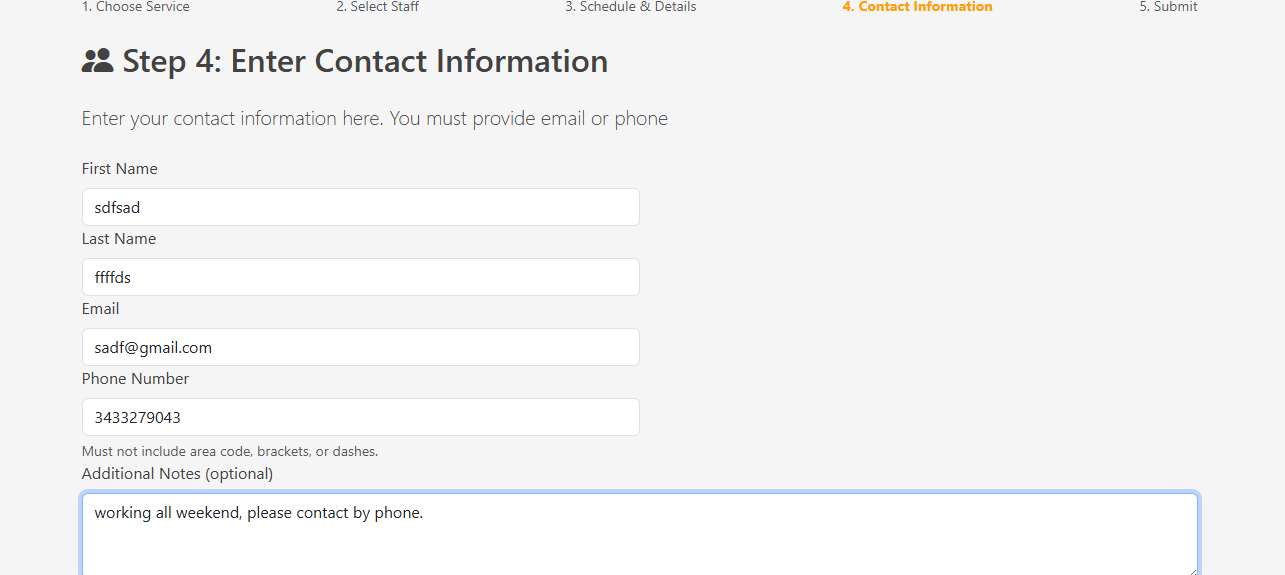 1. Choose Service 2. Select Staff 3. Schedule & Details 4. Contact Information 5. Submit
Step 4: Enter Contact Information
Enter your contact information here. You must provide email or phone
First Name
sdfsad
Last Name
ffffds
Email
sadf@gmail.com
Phone Number
3433279043
Must not include area code, brackets, or dashes.
Additional Notes (optional)
working all weekend, please contact by phone.